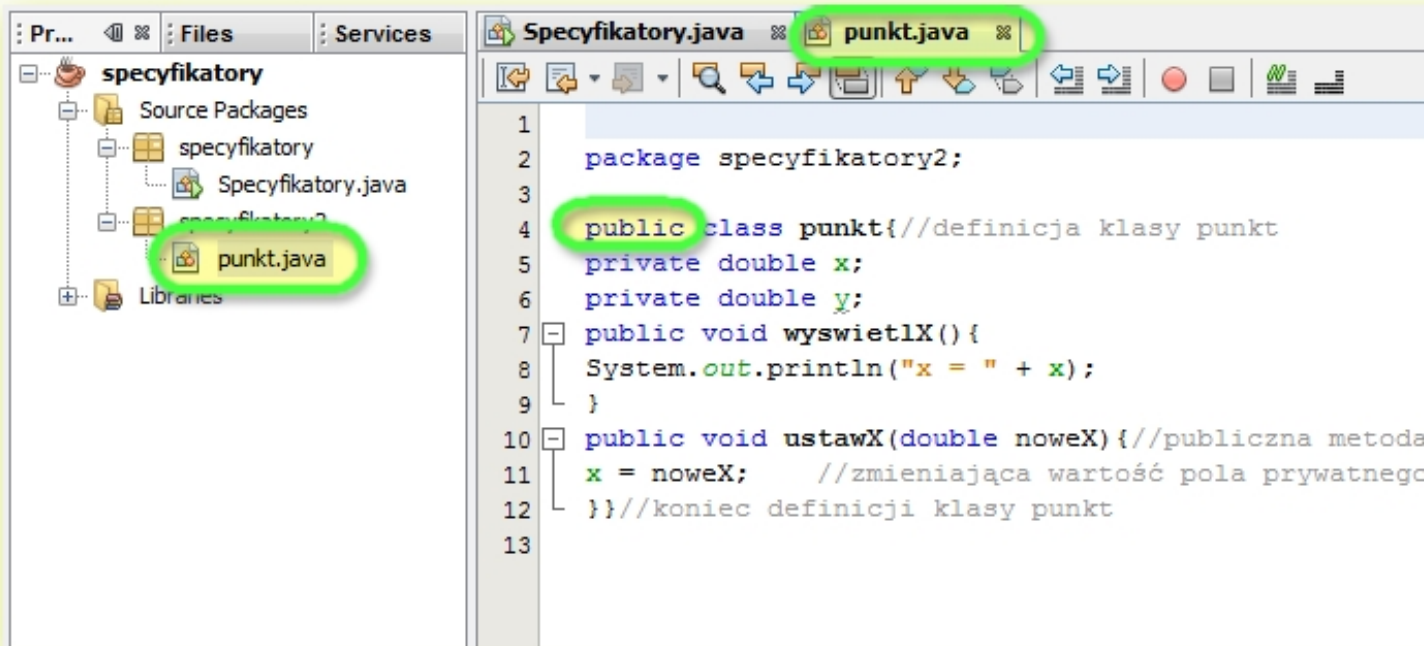 Pr...
Files
Services
specyfikatory
Source Packages
specyfikatory
Specyfikatory.java
specyfikatory2
punkt.java
Libraries
Specyfikatory.java
punkt.java
1
2 package specyfikatory2;
3
4 public class punkt{//definicja klasy punkt
5 private double x;
6 private double y;
7 public void wyswietlX(){
8 System.out.println("x = " + x);
9 }
10 public void ustawX(double noweX){//publiczna metoda
11 x = noweX; //zmieniająca wartość pola prywatnego
12 }}//koniec definicji klasy punkt
13